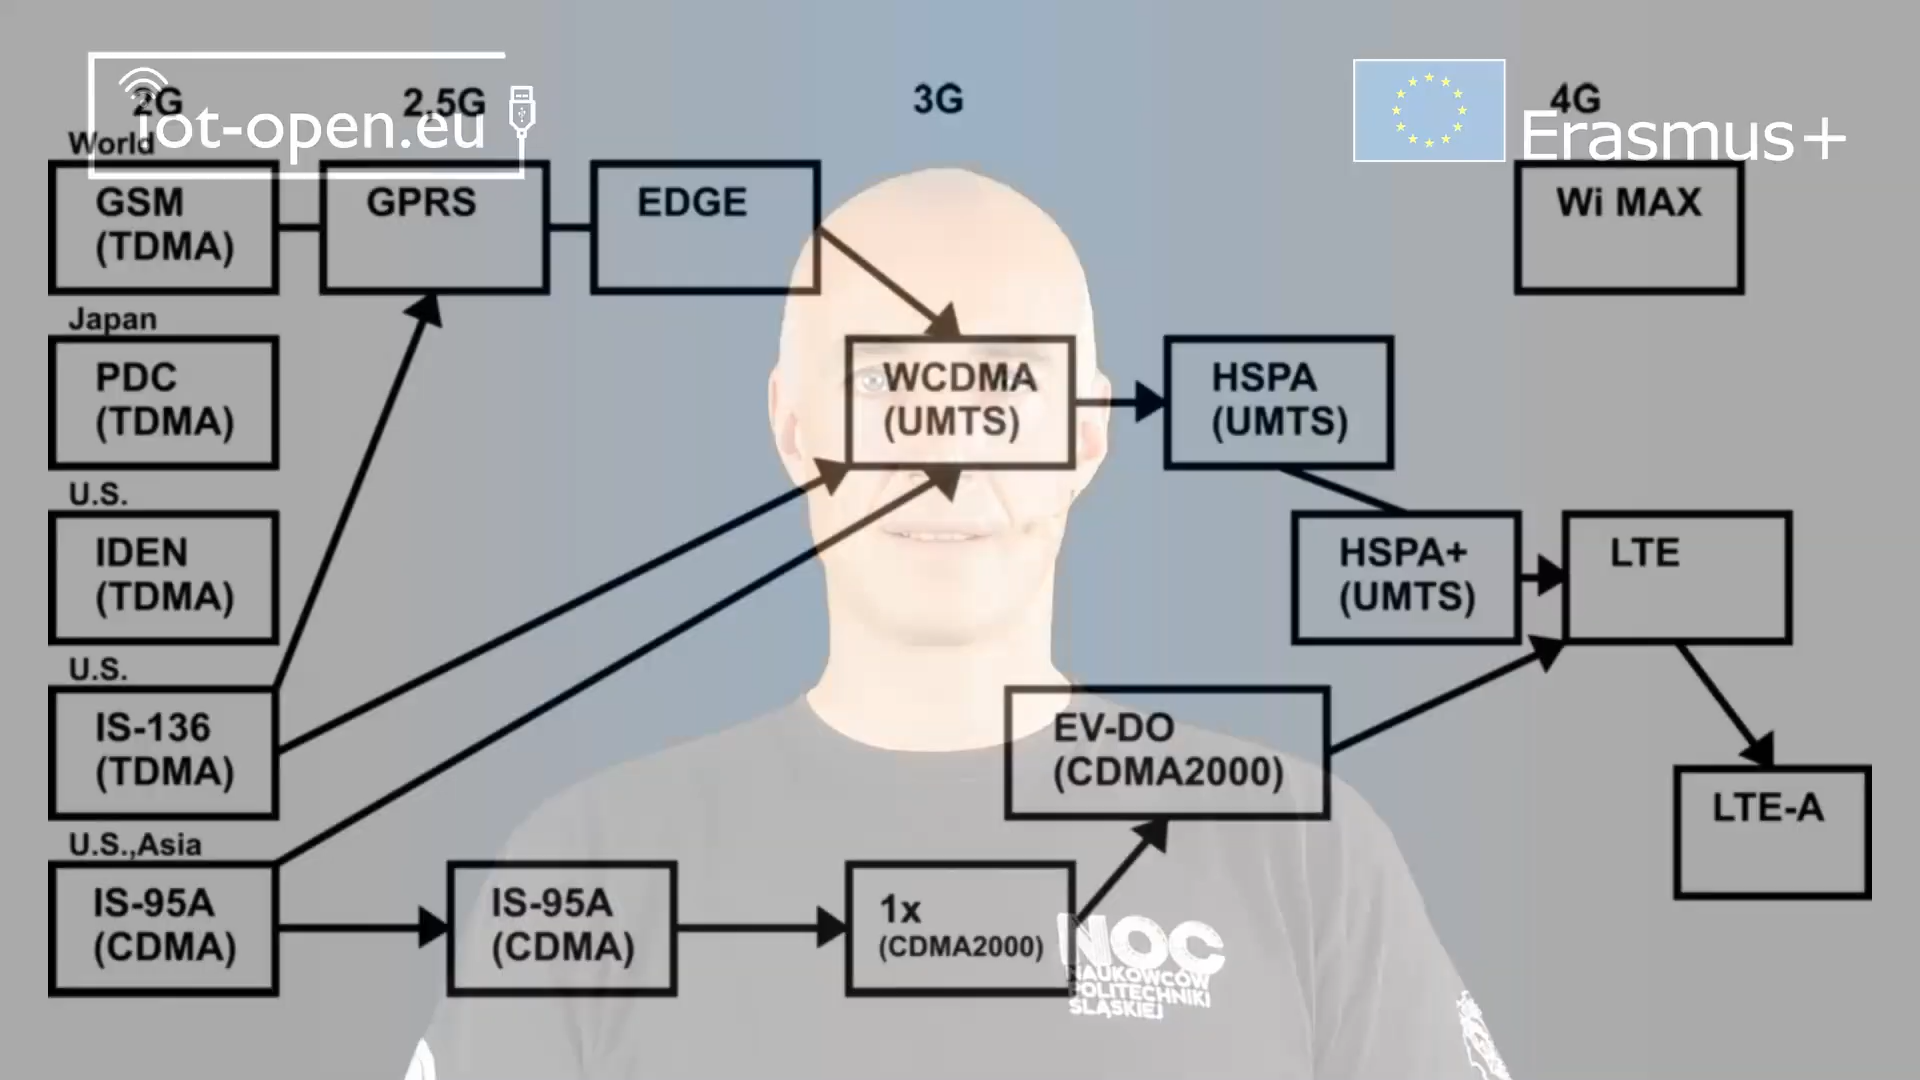 2G
2,5G
3G
4G
iot-open.eu
Erasmus+
World
GSM
(TDMA)
GPRS
EDGE
Wi MAX
Japan
PDC
(TDMA)
WCDMA
(UMTS)
HSPA
(UMTS)
U.S.
IDEN
(TDMA)
HSPA+
(UMTS)
LTE
U.S.
IS-136
(TDMA)
EV-DO
(CDMA2000)
LTE-A
U.S.,Asia
IS-95A
(CDMA)
IS-95A
(CDMA)
1x
(CDMA2000)
NOC
NAUKOWCÓW
POLITECHNIKI
ŚLĄSKIEJ